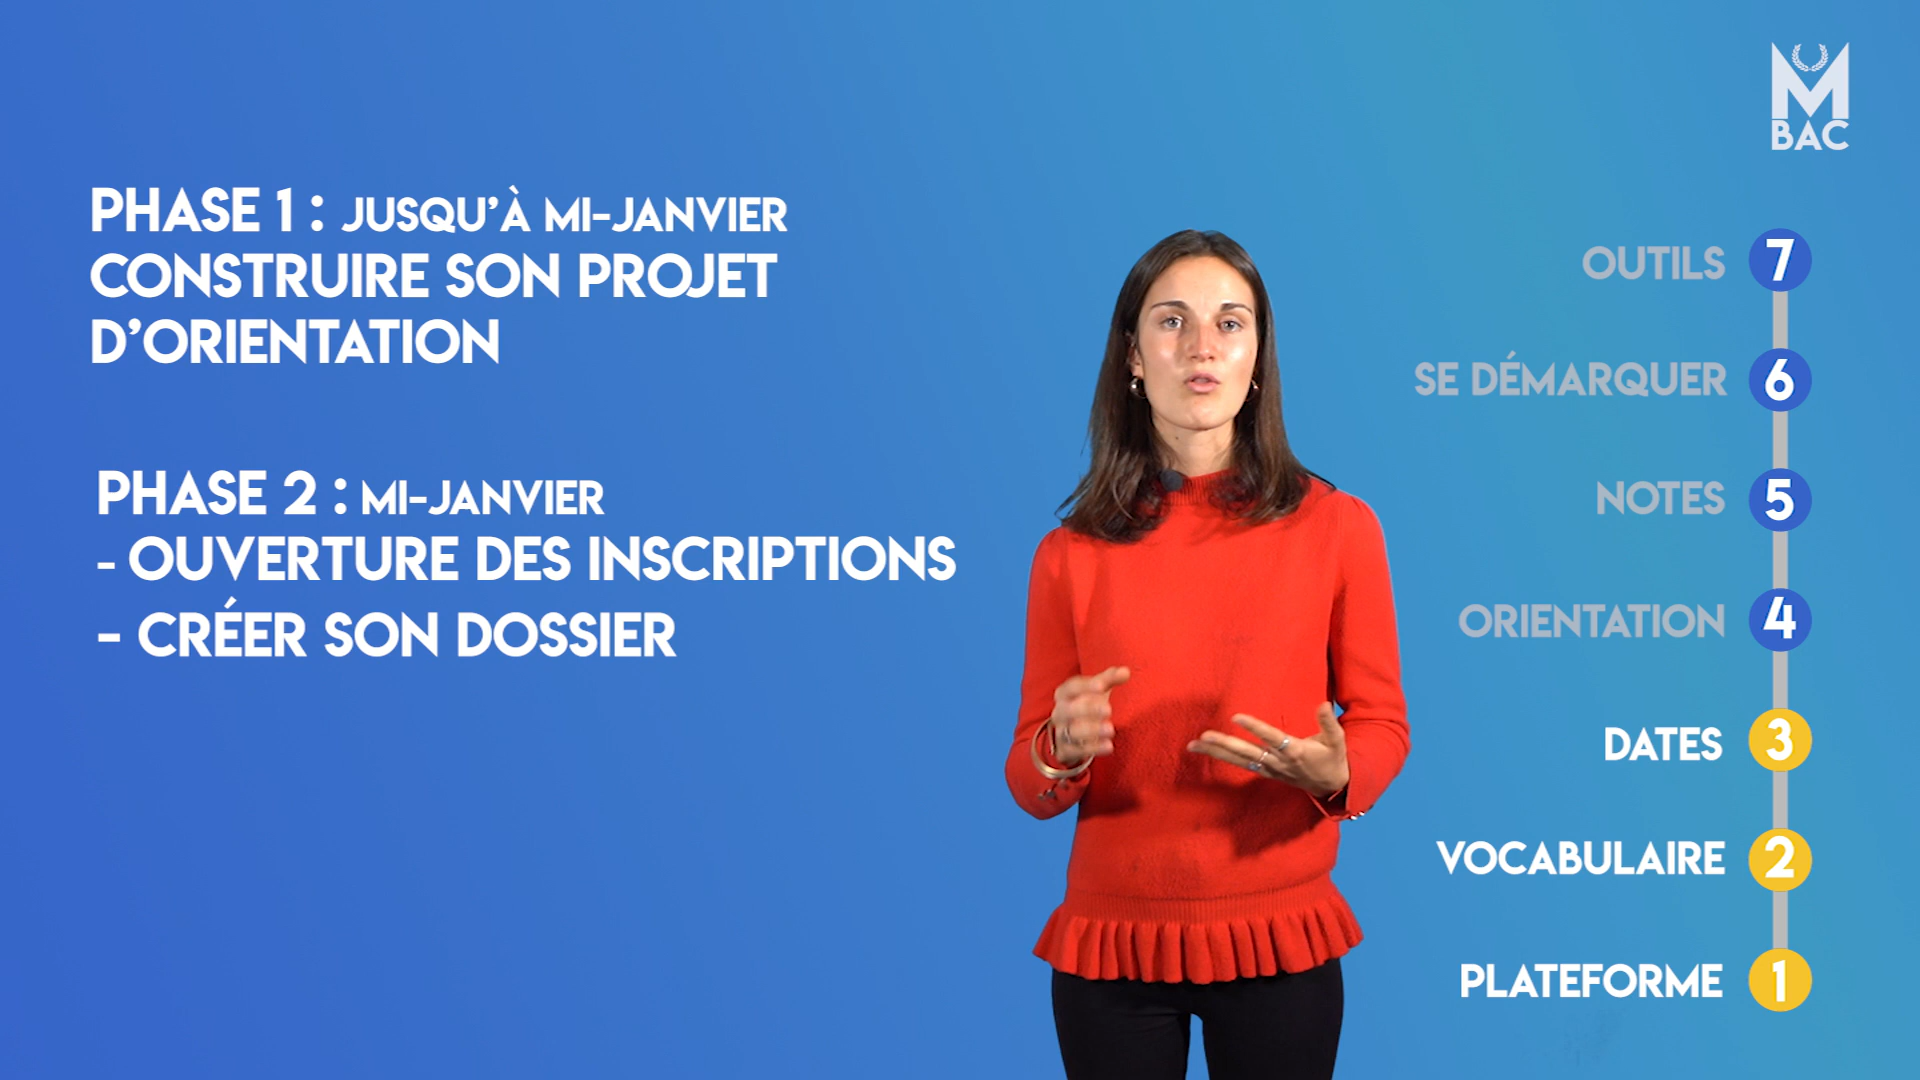 M
BAC
PHASE 1 : JUSQU'À MI-JANVIER
CONSTRUIRE SON PROJET
D'ORIENTATION
PHASE 2 : MI-JANVIER
- OUVERTURE DES INSCRIPTIONS
- CRÉER SON DOSSIER
OUTILS 7
SE DÉMARQUER 6
NOTES 5
ORIENTATION 4
DATES 3
VOCABULAIRE 2
PLATEFORME 1